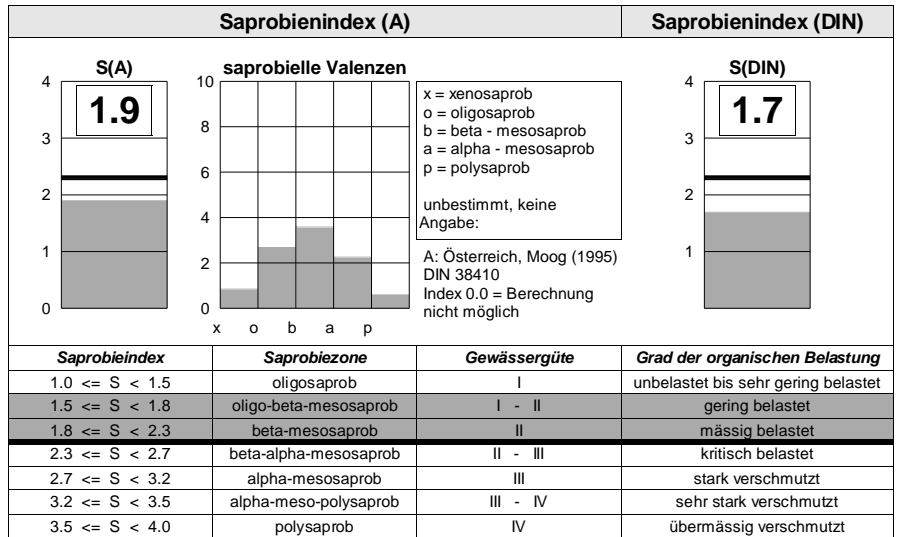 Saprobienindex (A) Saprobienindex (DIN)
S(A) saprobielle Valenzen S(DIN)
1.9
4
3
2
1
0
10
8
6
4
2
0
x o b a p
x = xenosaprob
o = oligosaprob
b = beta - mesosaprob
a = alpha - mesosaprob
p = polysaprob
unbestimmt, keine
Angabe:
A: Österreich, Moog (1995)
DIN 38410
Index 0.0 = Berechnung
nicht möglich
1.7
4
3
2
1
Saprobieindex Saprobiezone Gewässergüte Grad der organischen Belastung
1.0 <= S < 1.5 oligosaprob I unbelastet bis sehr gering belastet
1.5 <= S < 1.8 oligo-beta-mesosaprob I - II gering belastet
1.8 <= S < 2.3 beta-mesosaprob II mässig belastet
2.3 <= S < 2.7 beta-alpha-mesosaprob II - III kritisch belastet
2.7 <= S < 3.2 alpha-mesosaprob III stark verschmutzt
3.2 <= S < 3.5 alpha-meso-polysaprob III - IV sehr stark verschmutzt
3.5 <= S < 4.0 polysaprob IV übermässig verschmutzt